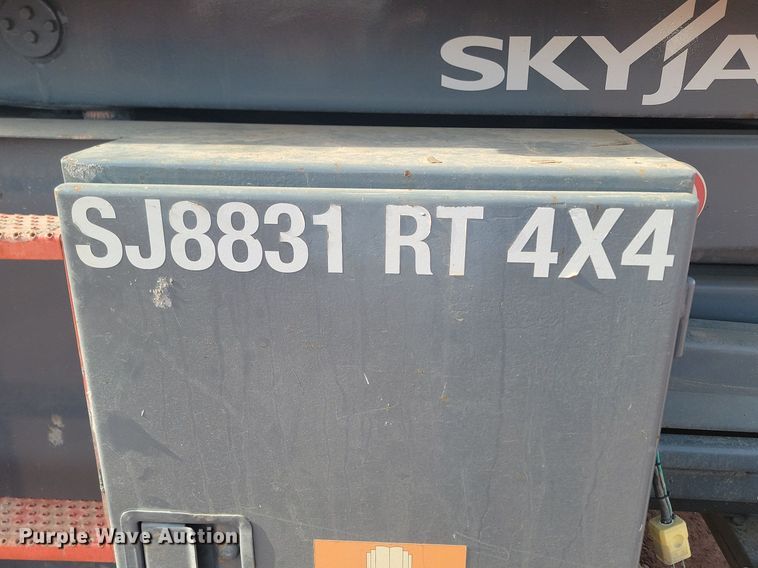 SKYJA
SJ8831 RT 4X4
Purple Wave Auction